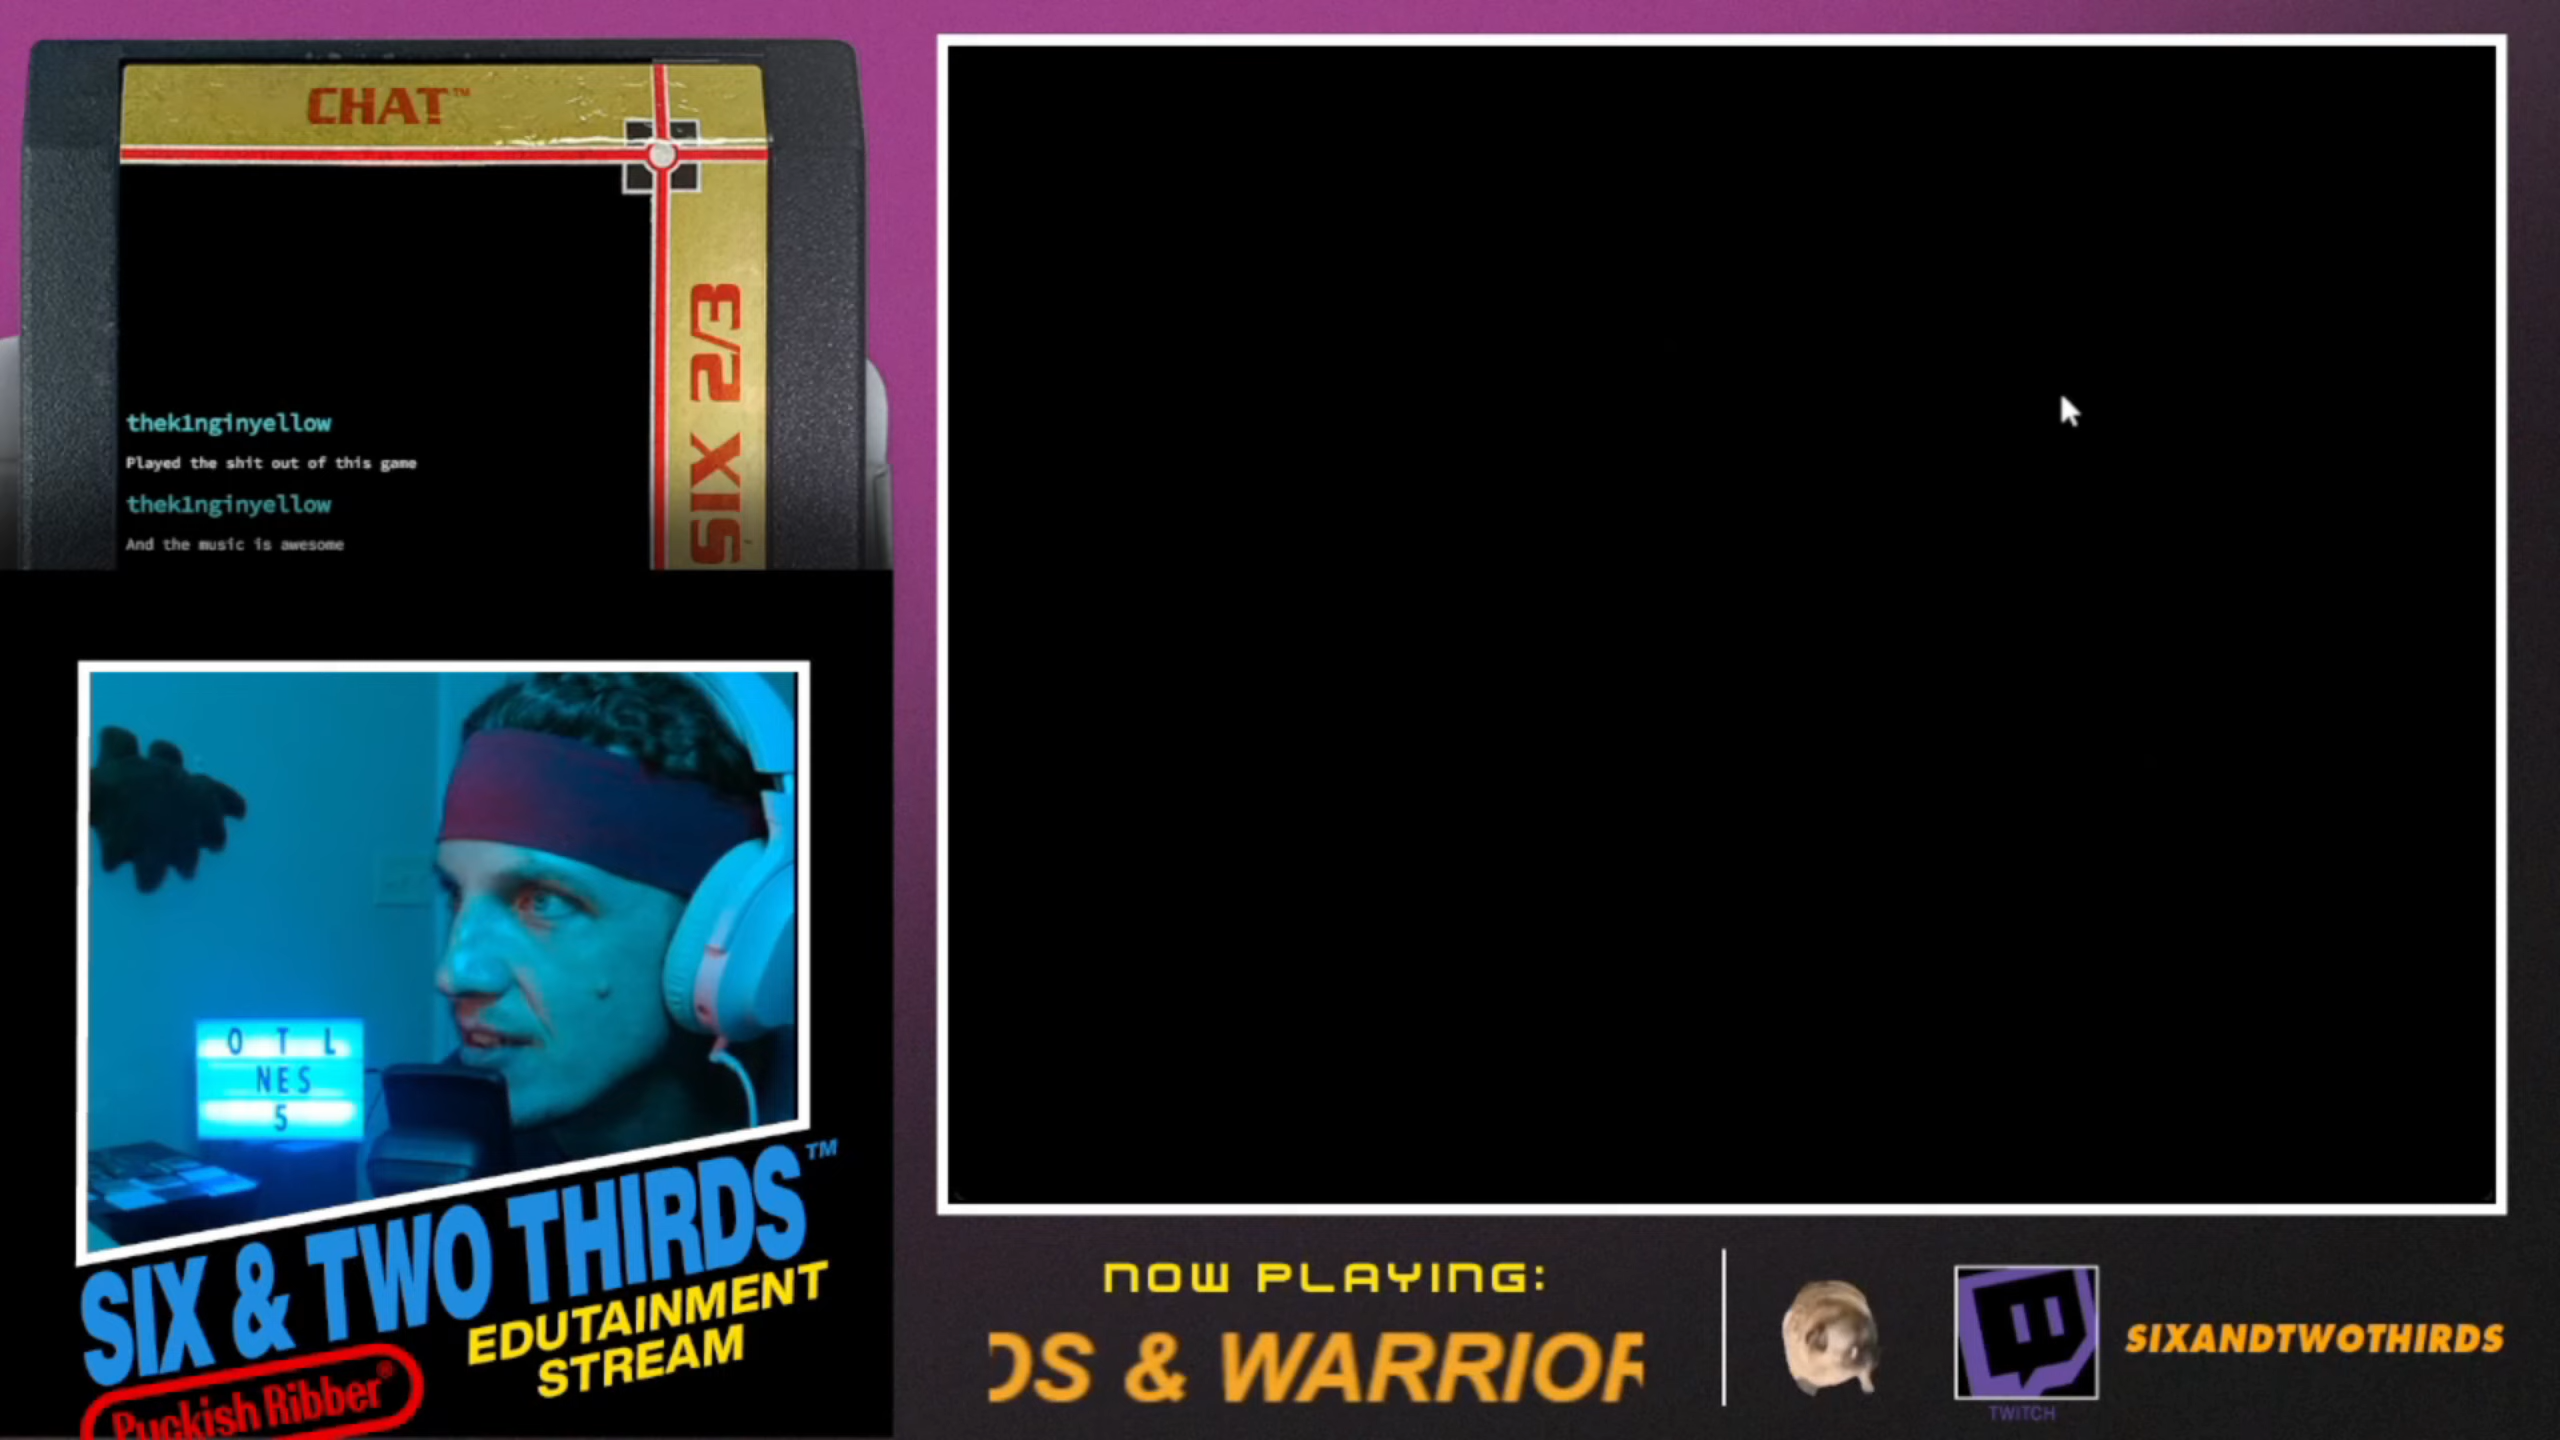 CHAT™
SIX 2/3
thek1nginyellow
Played the shit out of this game
thek1nginyellow
And the music is awesome
O T L
NES
5
SIX & TWO THIRDS™
EDUTAINMENT
STREAM
Puckish Ribber®
NOW PLAYING:
DS & WARRIOR
TWITCH
SIXANDTWOTHIRDS